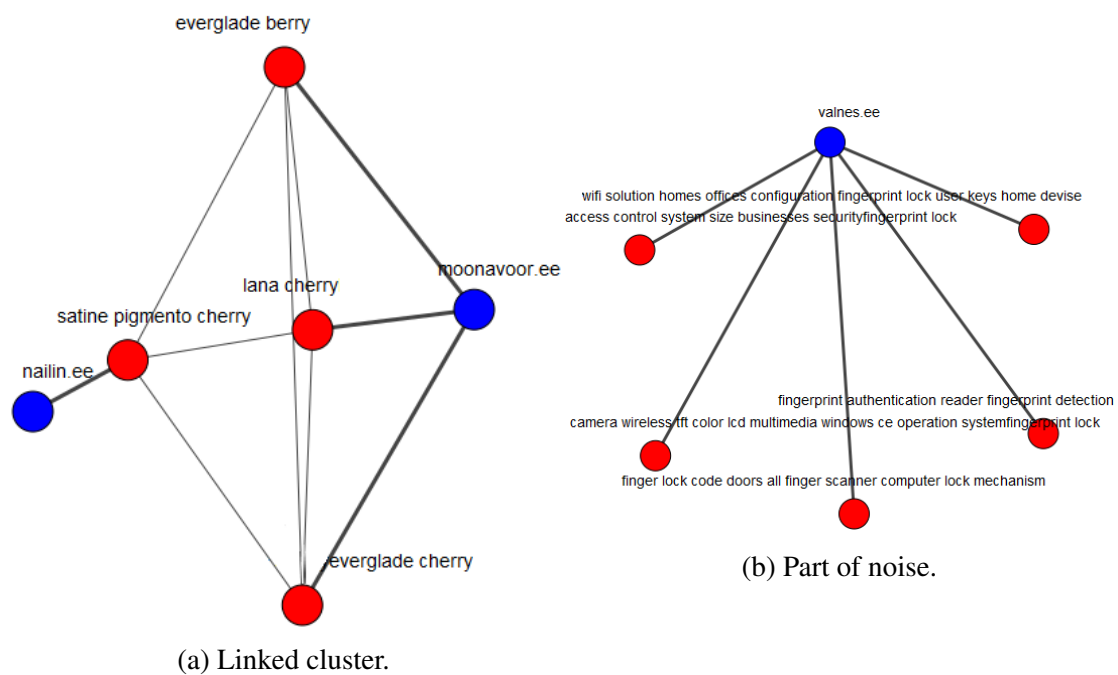 everglade berry
moonavoor.ee
lana cherry
satine pigmento cherry
nailin.ee
everglade cherry
(a) Linked cluster.
valnes.ee
wifi solution homes offices configuration fingerprint lock user keys home devise
access control system size businesses securityfingerprint lock
fingerprint authentication reader fingerprint detection
camera wireless tft color lcd multimedia windows ce operation systemfingerprint lock
finger lock code doors all finger scanner computer lock mechanism
(b) Part of noise.